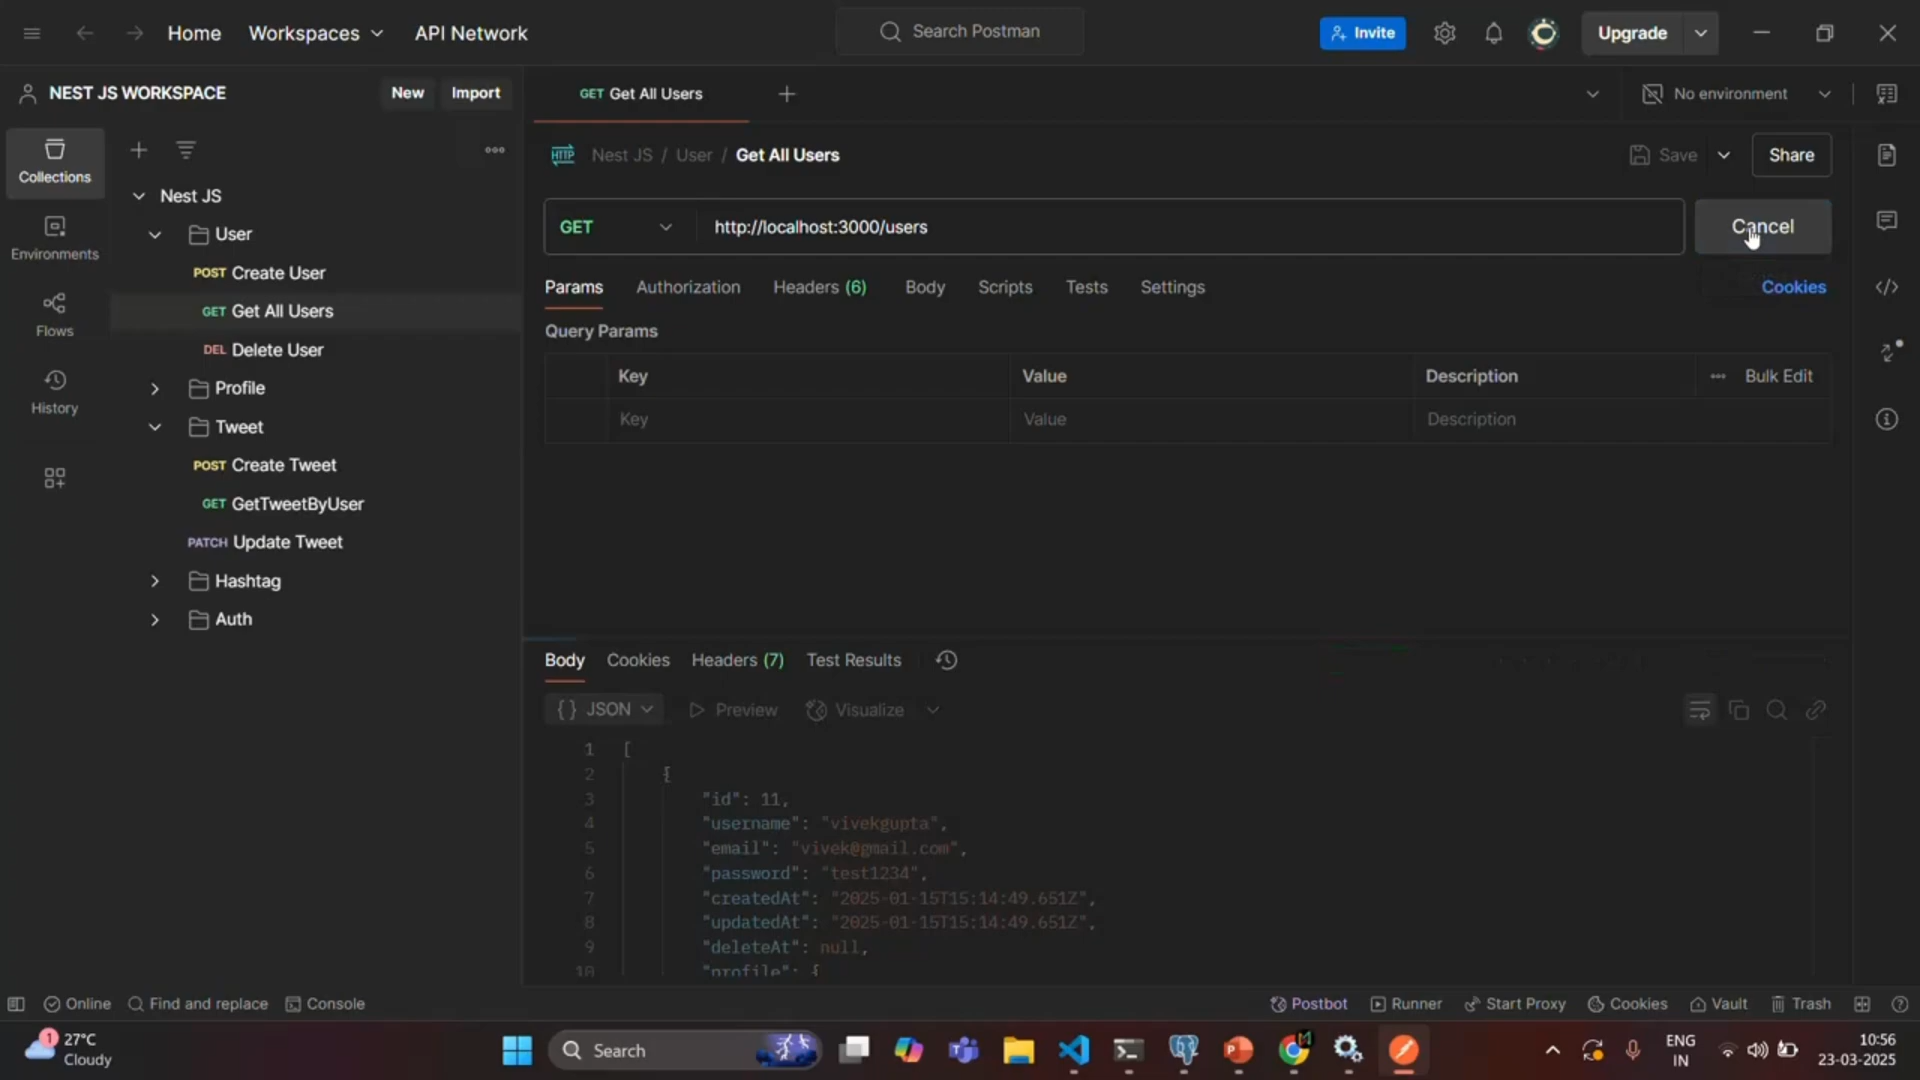 Home Workspaces API Network Search Postman Invite Upgrade
NEST JS WORKSPACE New Import GET Get All Users No environment
HTTP Nest JS / User / Get All Users Save Share
Collections
Nest JS
GET http://localhost:3000/users Cancel
User
Environments
POST Create User
Params Authorization Headers (6) Body Scripts Tests Settings Cookies
GET Get All Users
Flows
Query Params
DEL Delete User
Key Value Description Bulk Edit
Profile
History
Key Value Description
Tweet
POST Create Tweet
GET GetTweetByUser
PATCH Update Tweet
Hashtag
Auth
Body Cookies Headers (7) Test Results
{} JSON Preview Visualize
1 [
2 {
3 "id": 11,
4 "username": "vivekgupta",
5 "email": "vivek@gmail.com",
6 "password": "test1234",
7 "createdAt": "2025-01-15T15:14:49.651Z",
8 "updatedAt": "2025-01-15T15:14:49.651Z",
9 "deleteAt": null,
10 "profile": {
Online Find and replace Console Postbot Runner Start Proxy Cookies Vault Trash
1 27°C
Cloudy
Search
ENG
IN
10:56
23-03-2025